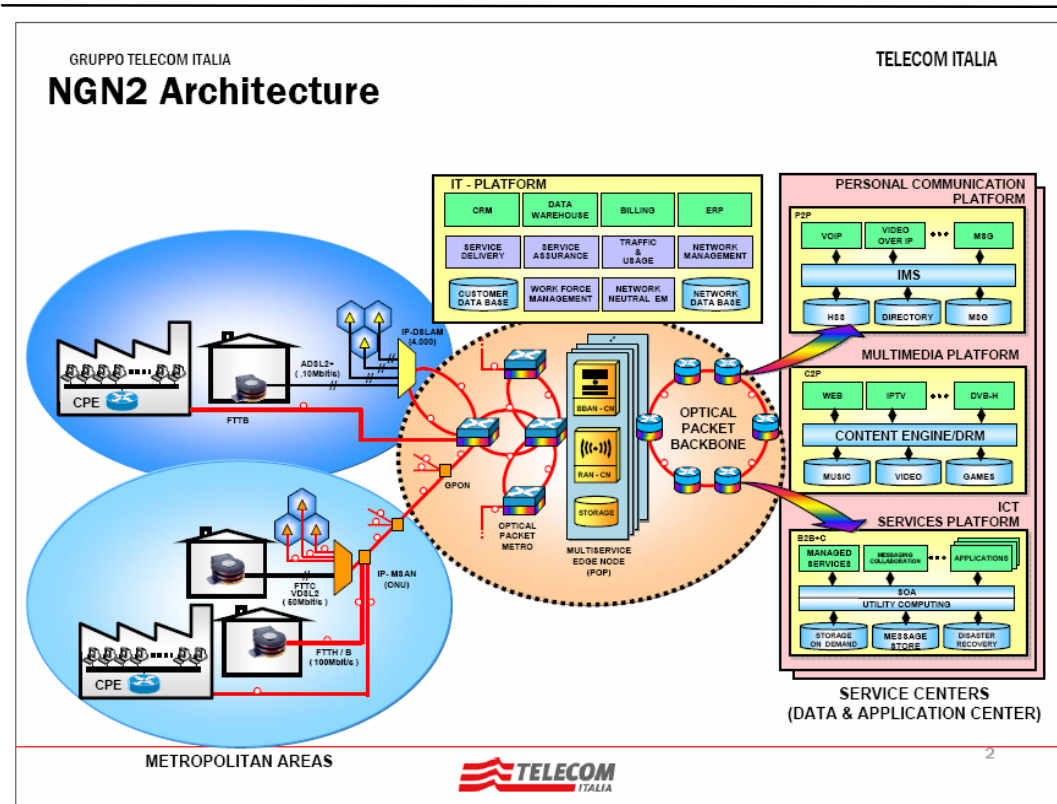 GRUPPO TELECOM ITALIA
TELECOM ITALIA
NGN2 Architecture
IT - PLATFORM
CRM
DATA
WAREHOUSE
BILLING
ERP
SERVICE
DELIVERY
SERVICE
ASSURANCE
TRAFFIC
&
USAGE
NETWORK
MANAGEMENT
CUSTOMER
DATA BASE
WORK FORCE
MANAGEMENT
NETWORK
NEUTRAL EM
NETWORK
DATA BASE
PERSONAL COMMUNICATION
PLATFORM
P2P
VOIP
VIDEO
OVER IP
MSG
IMS
HSS
DIRECTORY
MSG
MULTIMEDIA PLATFORM
C2P
WEB
IPTV
DVB-H
CONTENT ENGINE/DRM
MUSIC
VIDEO
GAMES
ICT
SERVICES PLATFORM
B2B+C
MANAGED
SERVICES
MESSAGING
COLLABORATION
APPLICATIONS
SOA
UTILITY COMPUTING
STORAGE
ON DEMAND
MESSAGE
STORE
DISASTER
RECOVERY
SERVICE CENTERS
(DATA & APPLICATION CENTER)
IP-DSLAM
(4.000)
ADSL2+
( .10Mbit/s )
CPE
FTTB
GPON
OPTICAL
PACKET
METRO
BBAN - CN
RAN - CN
STORAGE
MULTISERVICE
EDGE NODE
(POP)
OPTICAL
PACKET
BACKBONE
IP- MSAN
(ONU)
FTTC
VDSL2
( 50Mbit/s )
FTTH / B
( 100Mbit/s )
CPE
METROPOLITAN AREAS
TELECOM
ITALIA
2